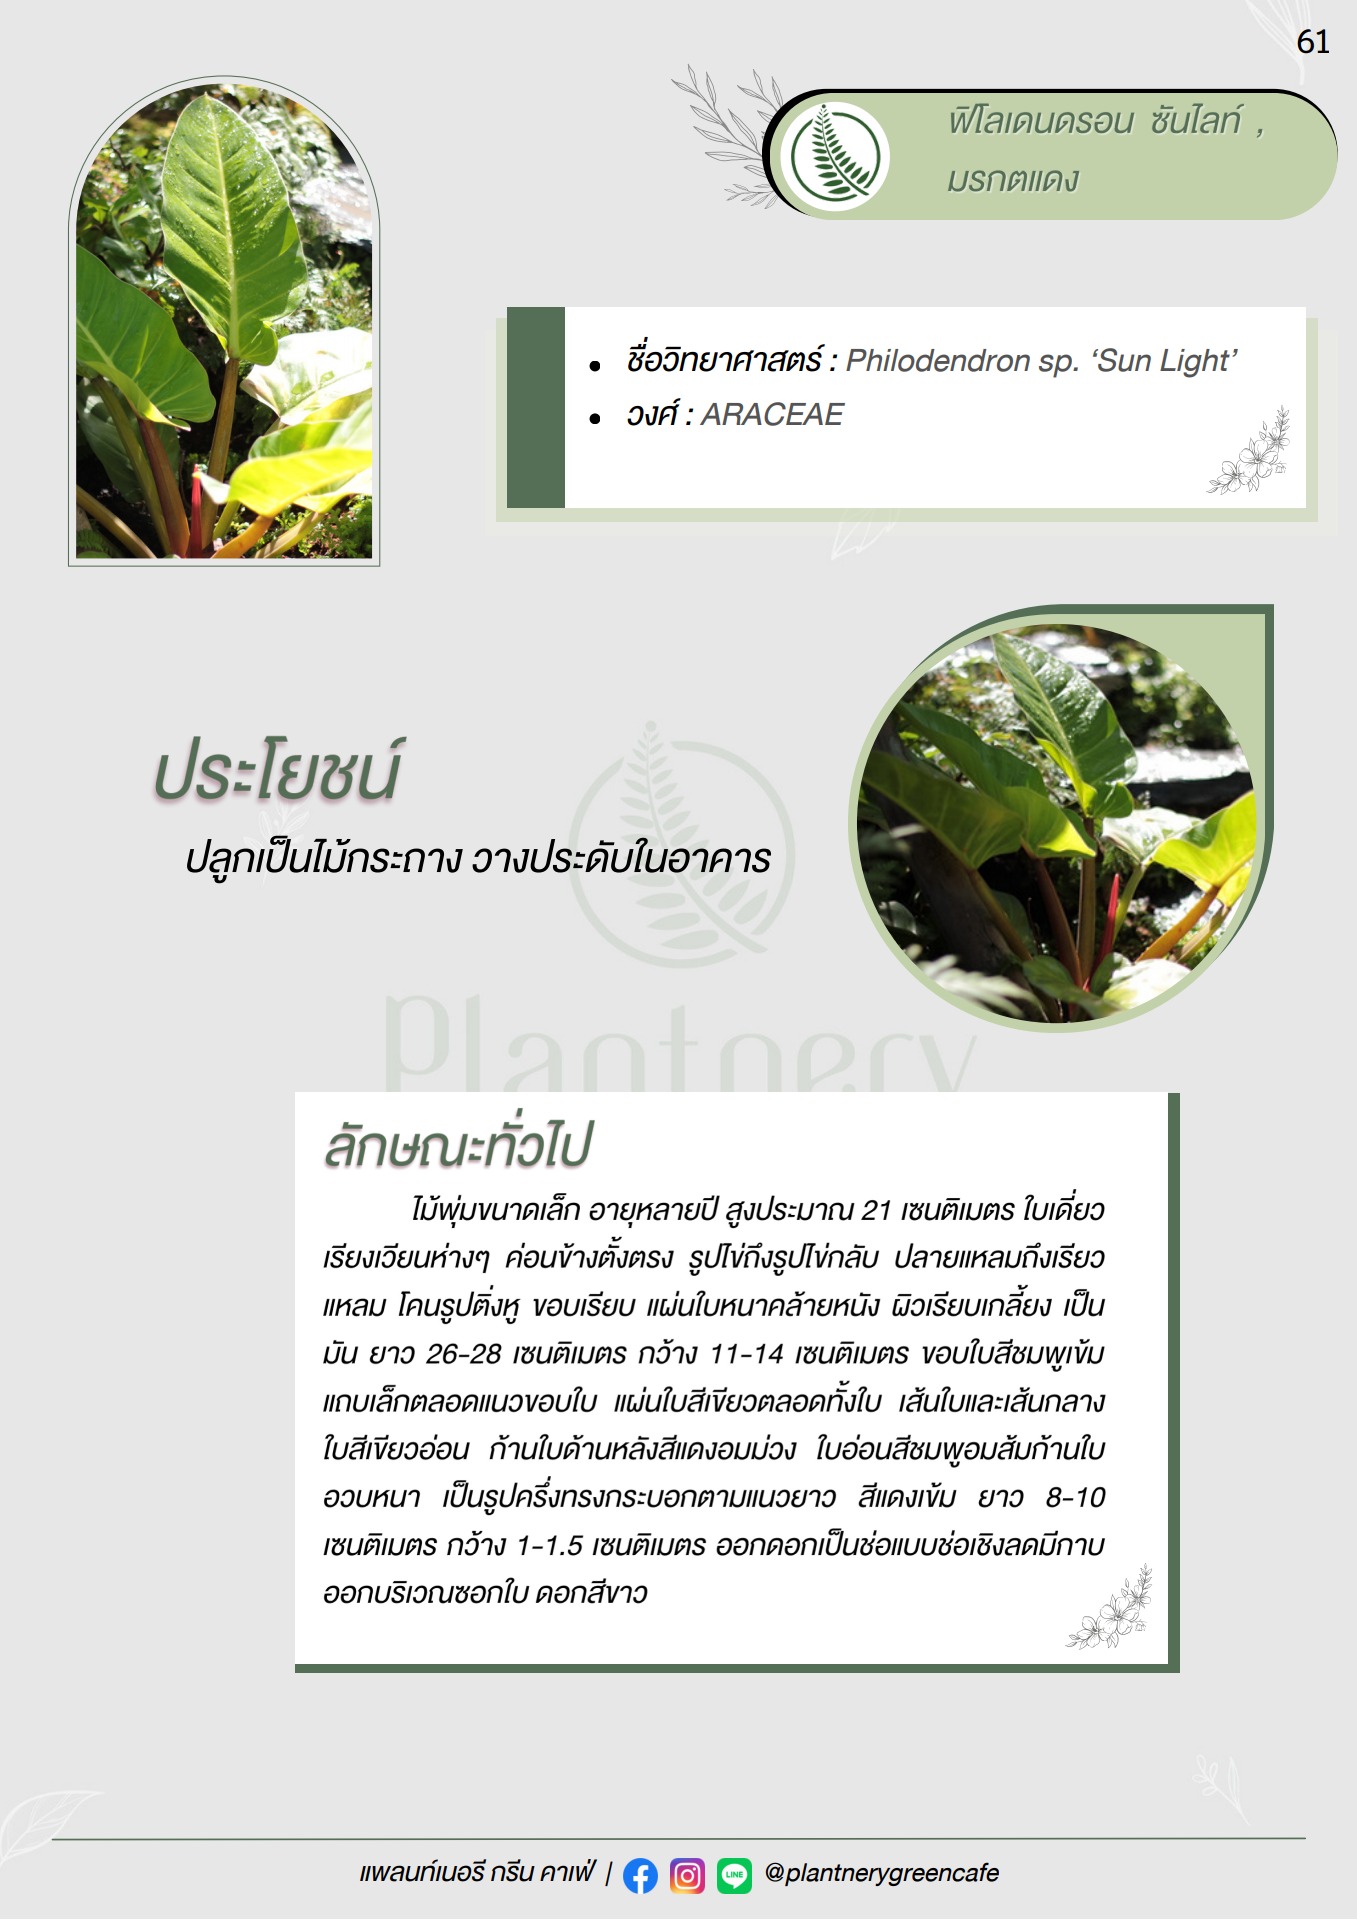 61
ฟิโลเดนดรอน ซันไลท์ ,
มรกตแดง
ชื่อวิทยาศาสตร์ : Philodendron sp. ‘Sun Light’
วงศ์ : ARACEAE
ประโยชน์
ปลูกเป็นไม้กระถาง วางประดับในอาคาร
Plantnery
ลักษณะทั่วไป
ไม้พุ่มขนาดเล็ก อายุหลายปี สูงประมาณ 21 เซนติเมตร ใบเดี่ยว
เรียงเวียนห่างๆ ค่อนข้างตั้งตรง รูปไข่ถึงรูปไข่กลับ ปลายแหลมถึงเรียว
แหลม โคนรูปติ่งหู ขอบเรียบ แผ่นใบหนาคล้ายหนัง ผิวเรียบเกลี้ยง เป็น
มัน ยาว 26-28 เซนติเมตร กว้าง 11-14 เซนติเมตร ขอบใบสีชมพูเข้ม
แถบเล็กตลอดแนวขอบใบ แผ่นใบสีเขียวตลอดทั้งใบ เส้นใบและเส้นกลาง
ใบสีเขียวอ่อน ก้านใบด้านหลังสีแดงอมม่วง ใบอ่อนสีชมพูอมส้มก้านใบ
อวบหนา เป็นรูปครึ่งทรงกระบอกตามแนวยาว สีแดงเข้ม ยาว 8-10
เซนติเมตร กว้าง 1-1.5 เซนติเมตร ออกดอกเป็นช่อแบบช่อเชิงลดมีกาบ
ออกบริเวณซอกใบ ดอกสีขาว
แพลนท์เนอรี กรีน คาเฟ่ | LINE @plantnerygreencafe